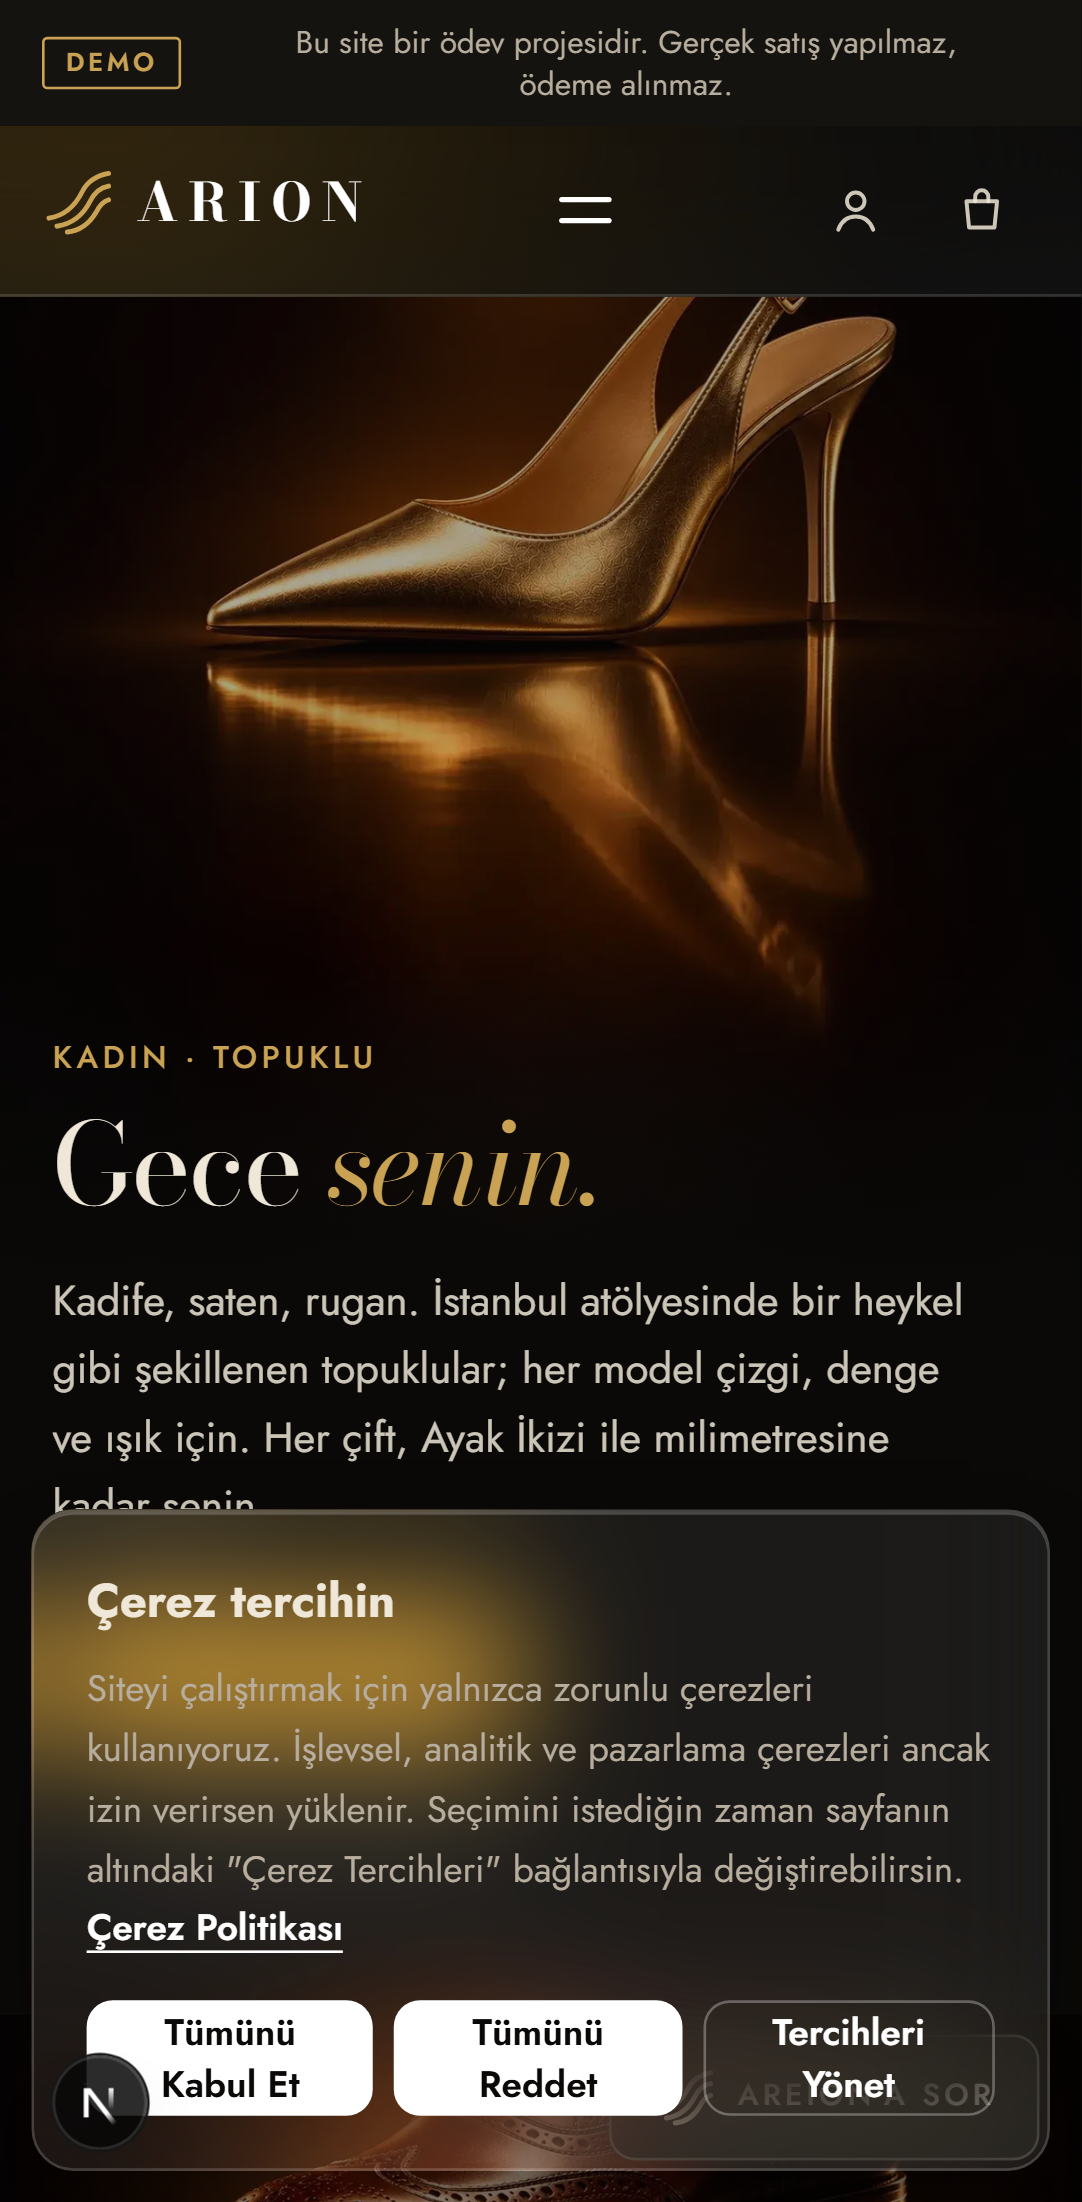 DEMO
Bu site bir ödev projesidir. Gerçek satış yapılmaz,
ödeme alınmaz.
ARION
KADIN · TOPUKLU
Gece senin.
Kadife, saten, rugan. İstanbul atölyesinde bir heykel
gibi şekillenen topuklular; her model çizgi, denge
ve ışık için. Her çift, Ayak İkizi ile milimetresine
kadar senin.
Çerez tercihin
Siteyi çalıştırmak için yalnızca zorunlu çerezleri
kullanıyoruz. İşlevsel, analitik ve pazarlama çerezleri ancak
izin verirsen yüklenir. Seçimini istediğin zaman sayfanın
altındaki "Çerez Tercihleri" bağlantısıyla değiştirebilirsin.
Çerez Politikası
Tümünü
Kabul Et
Tümünü
Reddet
Tercihleri
Yönet
SOR
N